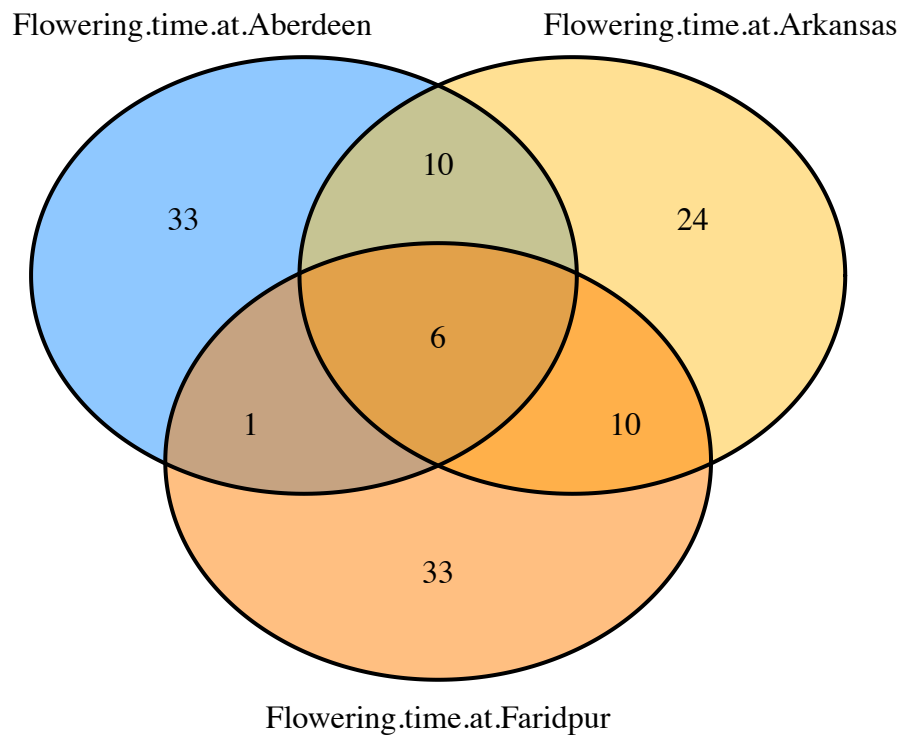 Flowering.time.at.Aberdeen
Flowering.time.at.Arkansas
10
33
24
6
1
10
33
Flowering.time.at.Faridpur